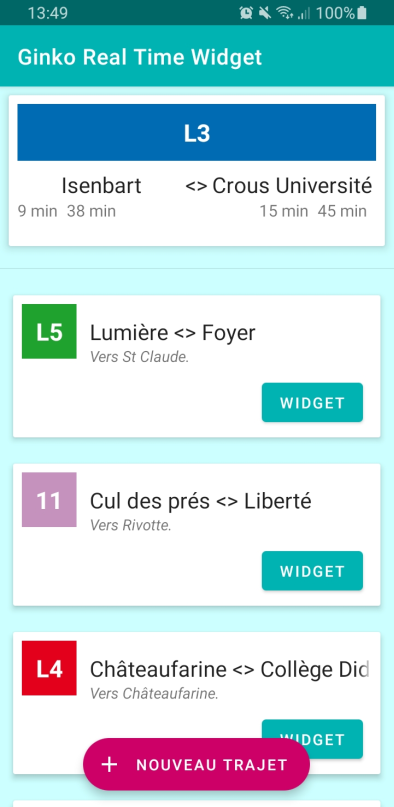 13:49 100%
Ginko Real Time Widget
L3
Isenbart <> Crous Université
9 min 38 min 15 min 45 min
L5 Lumière <> Foyer
Vers St Claude.
WIDGET
11 Cul des prés <> Liberté
Vers Rivotte.
WIDGET
L4 Châteaufarine <> Collège Did
Vers Châteaufarine.
WIDGET
+ NOUVEAU TRAJET